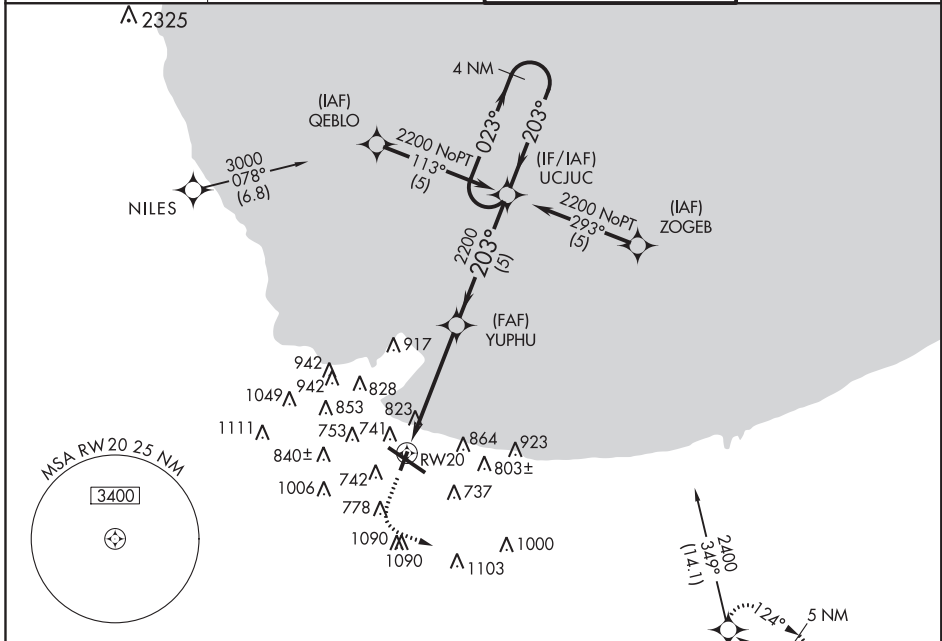 2325
4 NM
(IAF)
QEBLO
2200 NoPT
113°
(5)
023°
203°
(IF/IAF)
UCJUC
3000
078°
(6.8)
NILES
2200 NoPT
293°
(5)
(IAF)
ZOGEB
2200
203°
(5)
(FAF)
YUPHU
917
942
942
828
1049
853
823
1111
753
741
864
923
840±
RW20
803±
MSA RW20 25 NM
3400
1006
742
737
778
1090
1090
1000
1103
2400
349°
(14.1)
124°
5 NM